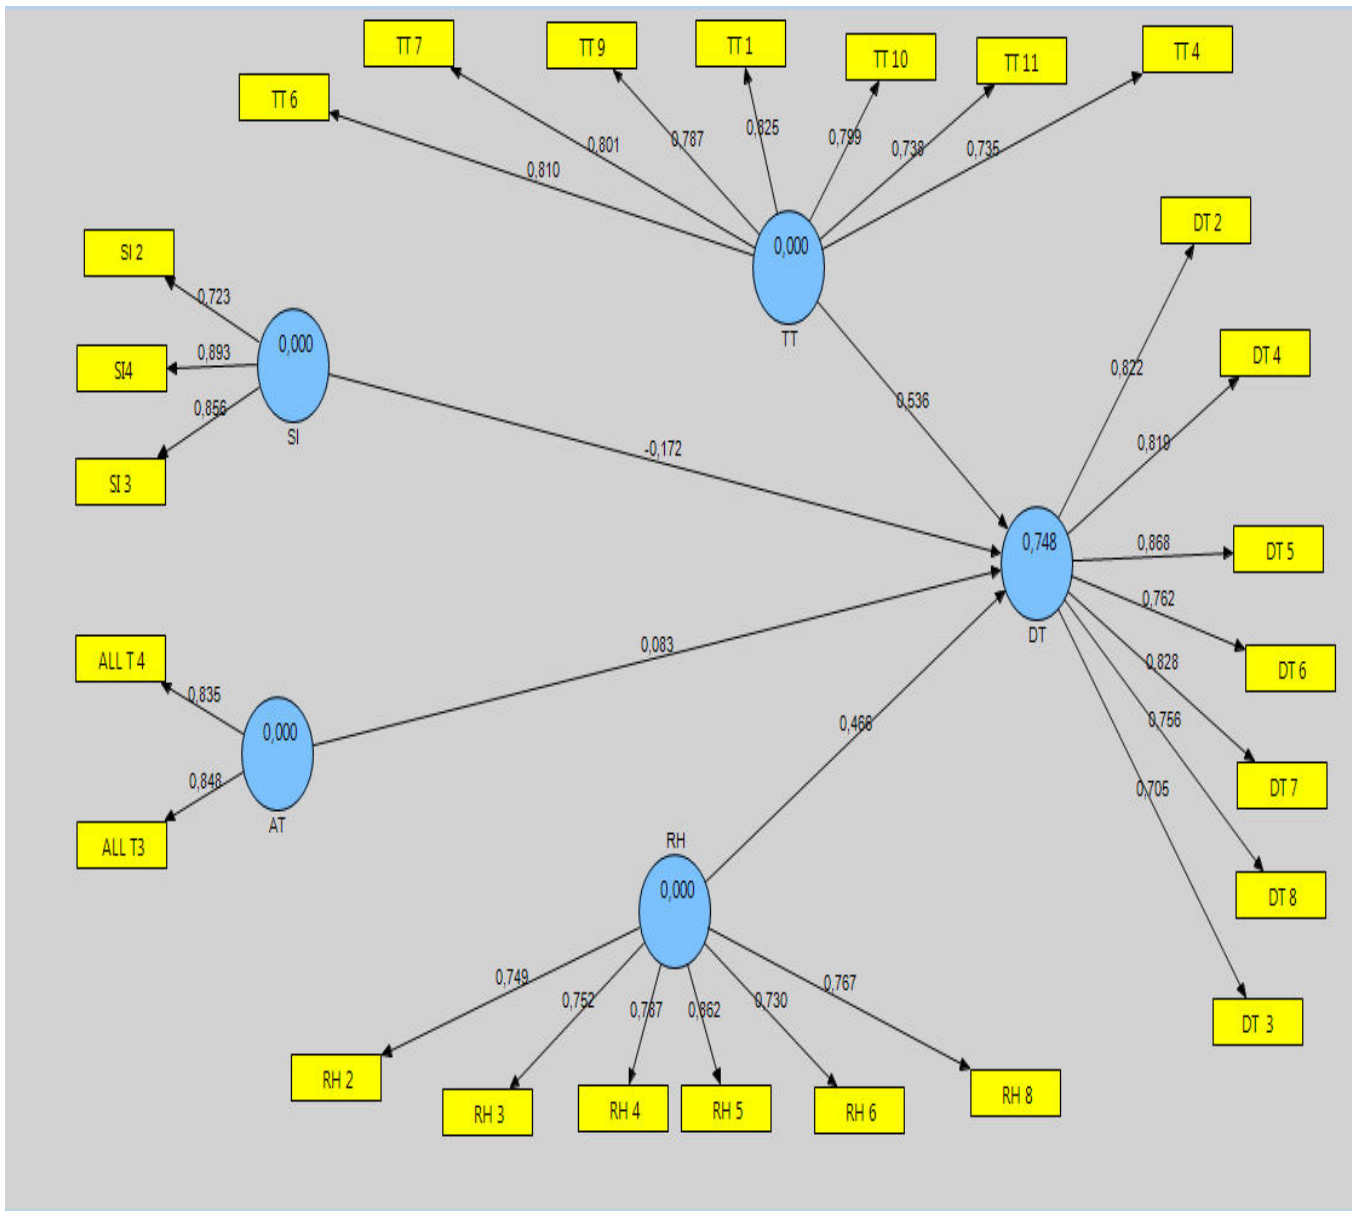 TT 7
TT 9
TT 1
TT 10
TT 11
TT 4
TT 6
0,810
0,801
0,787
0,825
0,799
0,738
0,735
0,000
TT
SI 2
SI4
SI 3
0,723
0,893
0,856
0,000
SI
-0,172
0,536
DT 2
DT 4
DT 5
DT 6
DT 7
DT 8
DT 3
0,822
0,819
0,868
0,762
0,828
0,756
0,705
0,748
DT
ALL T 4
ALL T3
0,835
0,848
0,000
AT
0,083
0,466
RH
0,000
0,749
0,752
0,787
0,862
0,730
0,767
RH 2
RH 3
RH 4
RH 5
RH 6
RH 8